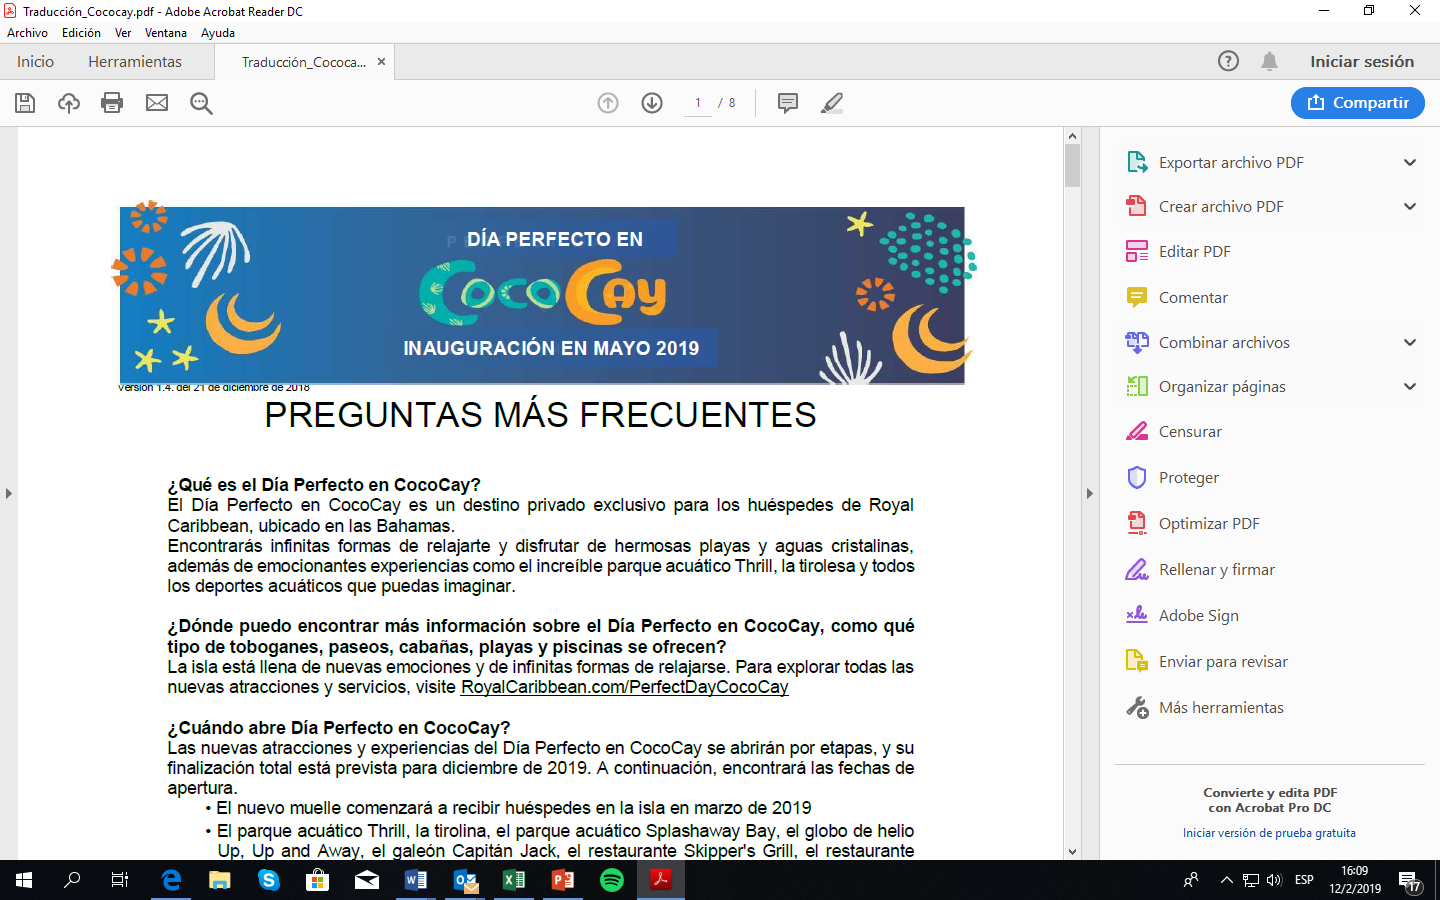 Traducción_Cococay.pdf - Adobe Acrobat Reader DC
Archivo Edición Ver Ventana Ayuda
Inicio Herramientas Traducción_Cococa... Iniciar sesión
1 / 8 Compartir
DÍA PERFECTO EN
CocoCay
INAUGURACIÓN EN MAYO 2019
Versión 1.4. del 21 de diciembre de 2018
PREGUNTAS MÁS FRECUENTES
¿Qué es el Día Perfecto en CocoCay?
El Día Perfecto en CocoCay es un destino privado exclusivo para los huéspedes de Royal
Caribbean, ubicado en las Bahamas.
Encontrarás infinitas formas de relajarte y disfrutar de hermosas playas y aguas cristalinas,
además de emocionantes experiencias como el increíble parque acuático Thrill, la tirolesa y todos
los deportes acuáticos que puedas imaginar.
¿Dónde puedo encontrar más información sobre el Día Perfecto en CocoCay, como qué
tipo de toboganes, paseos, cabañas, playas y piscinas se ofrecen?
La isla está llena de nuevas emociones y de infinitas formas de relajarse. Para explorar todas las
nuevas atracciones y servicios, visite RoyalCaribbean.com/PerfectDayCocoCay
¿Cuándo abre Día Perfecto en CocoCay?
Las nuevas atracciones y experiencias del Día Perfecto en CocoCay se abrirán por etapas, y su
finalización total está prevista para diciembre de 2019. A continuación, encontrará las fechas de
apertura.
• El nuevo muelle comenzará a recibir huéspedes en la isla en marzo de 2019
• El parque acuático Thrill, la tirolina, el parque acuático Splashaway Bay, el globo de helio
Up, Up and Away, el galeón Capitán Jack, el restaurante Skipper's Grill, el restaurante
Exportar archivo PDF
Crear archivo PDF
Editar PDF
Comentar
Combinar archivos
Organizar páginas
Censurar
Proteger
Optimizar PDF
Rellenar y firmar
Adobe Sign
Enviar para revisar
Más herramientas
Convierte y edita PDF
con Acrobat Pro DC
Iniciar versión de prueba gratuita
ESP
16:09
12/2/2019
17